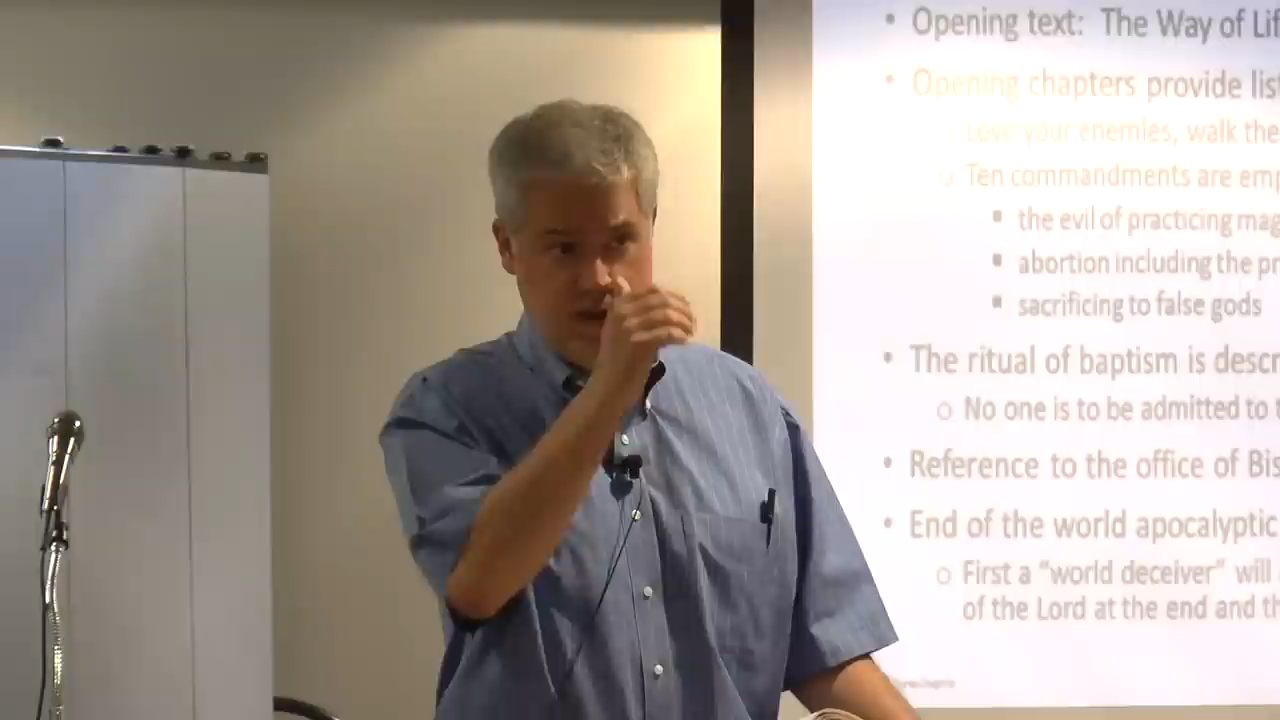 • Opening text: The Way of Lif
• Opening chapters provide list
Love your enemies, walk the
o Ten commandments are emp
▪ the evil of practicing mag
▪ abortion including the pr
▪ sacrificing to false gods
• The ritual of baptism is descr
o No one is to be admitted to
• Reference to the office of Bis
• End of the world apocalyptic
o First a “world deceiver” will
of the Lord at the end and th